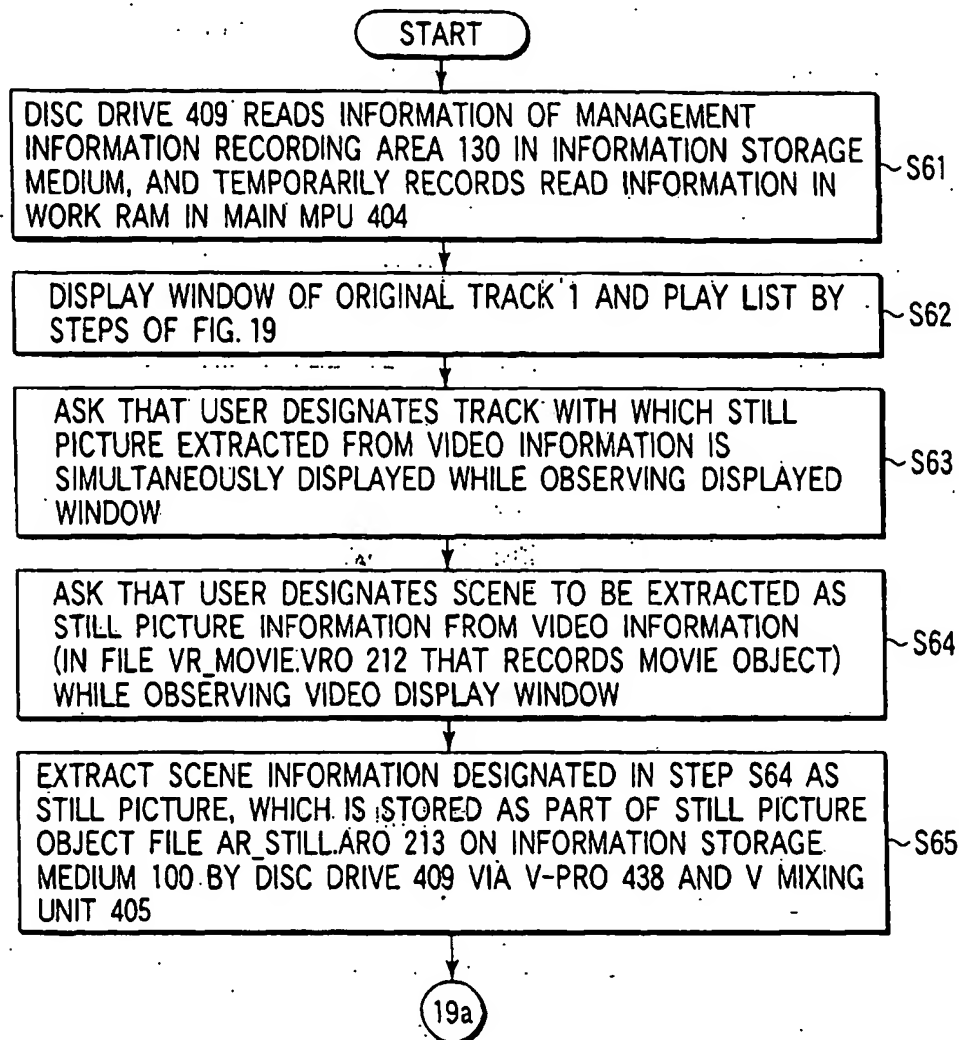 START
DISC DRIVE 409 READS INFORMATION OF MANAGEMENT
INFORMATION RECORDING AREA 130 IN INFORMATION STORAGE
MEDIUM, AND TEMPORARILY RECORDS READ INFORMATION IN
WORK RAM IN MAIN MPU 404
S61
DISPLAY WINDOW OF ORIGINAL TRACK 1 AND PLAY LIST BY
STEPS OF FIG. 19
S62
ASK THAT USER DESIGNATES TRACK WITH WHICH STILL
PICTURE EXTRACTED FROM VIDEO INFORMATION IS
SIMULTANEOUSLY DISPLAYED WHILE OBSERVING DISPLAYED
WINDOW
S63
ASK THAT USER DESIGNATES SCENE TO BE EXTRACTED AS
STILL PICTURE INFORMATION FROM VIDEO INFORMATION
(IN FILE VR_MOVIE.VRO 212 THAT RECORDS MOVIE OBJECT)
WHILE OBSERVING VIDEO DISPLAY WINDOW
S64
EXTRACT SCENE INFORMATION DESIGNATED IN STEP S64 AS
STILL PICTURE, WHICH IS STORED AS PART OF STILL PICTURE
OBJECT FILE AR_STILL.ARO 213 ON INFORMATION STORAGE
MEDIUM 100 BY DISC DRIVE 409 VIA V-PRO 438 AND V MIXING
UNIT 405
S65
19a